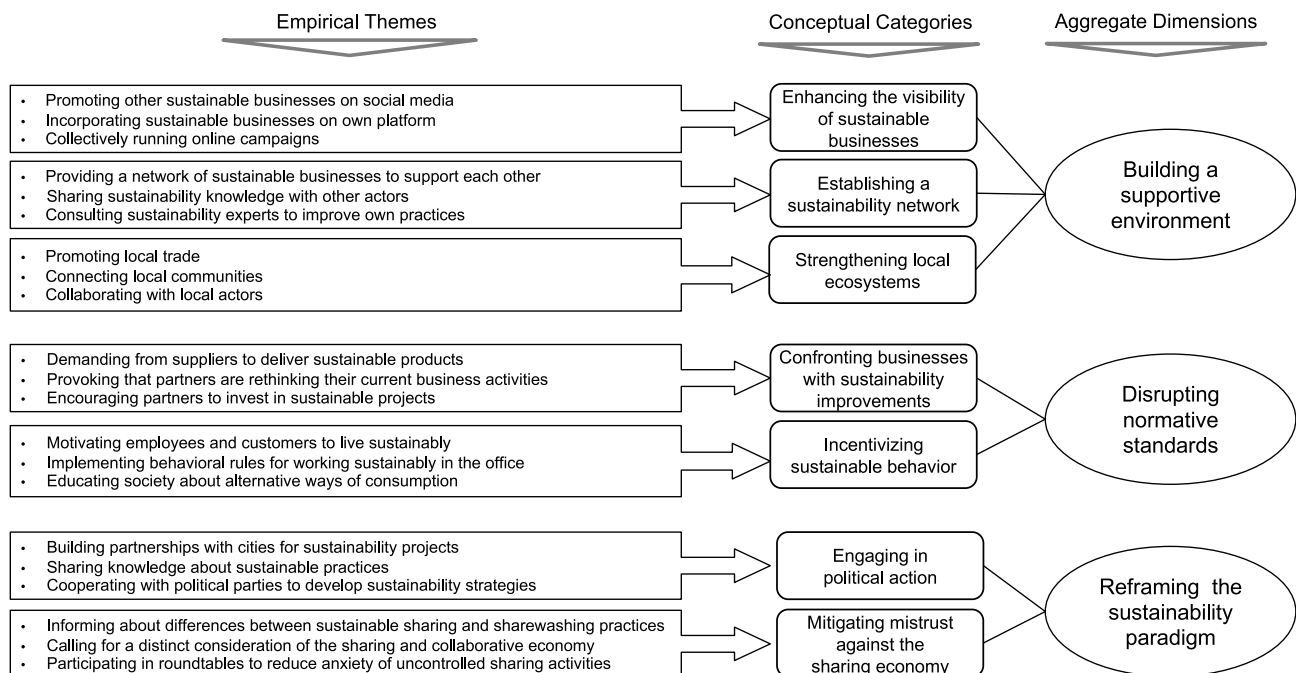 Empirical Themes
Conceptual Categories
Aggregate Dimensions
• Promoting other sustainable businesses on social media
• Incorporating sustainable businesses on own platform
• Collectively running online campaigns
Enhancing the visibility
of sustainable
businesses
• Providing a network of sustainable businesses to support each other
• Sharing sustainability knowledge with other actors
• Consulting sustainability experts to improve own practices
Establishing a
sustainability network
• Promoting local trade
• Connecting local communities
• Collaborating with local actors
Strengthening local
ecosystems
Building a
supportive
environment
• Demanding from suppliers to deliver sustainable products
• Provoking that partners are rethinking their current business activities
• Encouraging partners to invest in sustainable projects
Confronting businesses
with sustainability
improvements
• Motivating employees and customers to live sustainably
• Implementing behavioral rules for working sustainably in the office
• Educating society about alternative ways of consumption
Incentivizing
sustainable behavior
Disrupting
normative
standards
• Building partnerships with cities for sustainability projects
• Sharing knowledge about sustainable practices
• Cooperating with political parties to develop sustainability strategies
Engaging in
political action
• Informing about differences between sustainable sharing and sharewashing practices
• Calling for a distinct consideration of the sharing and collaborative economy
• Participating in roundtables to reduce anxiety of uncontrolled sharing activities
Mitigating mistrust
against the
sharing economy
Reframing the
sustainability
paradigm